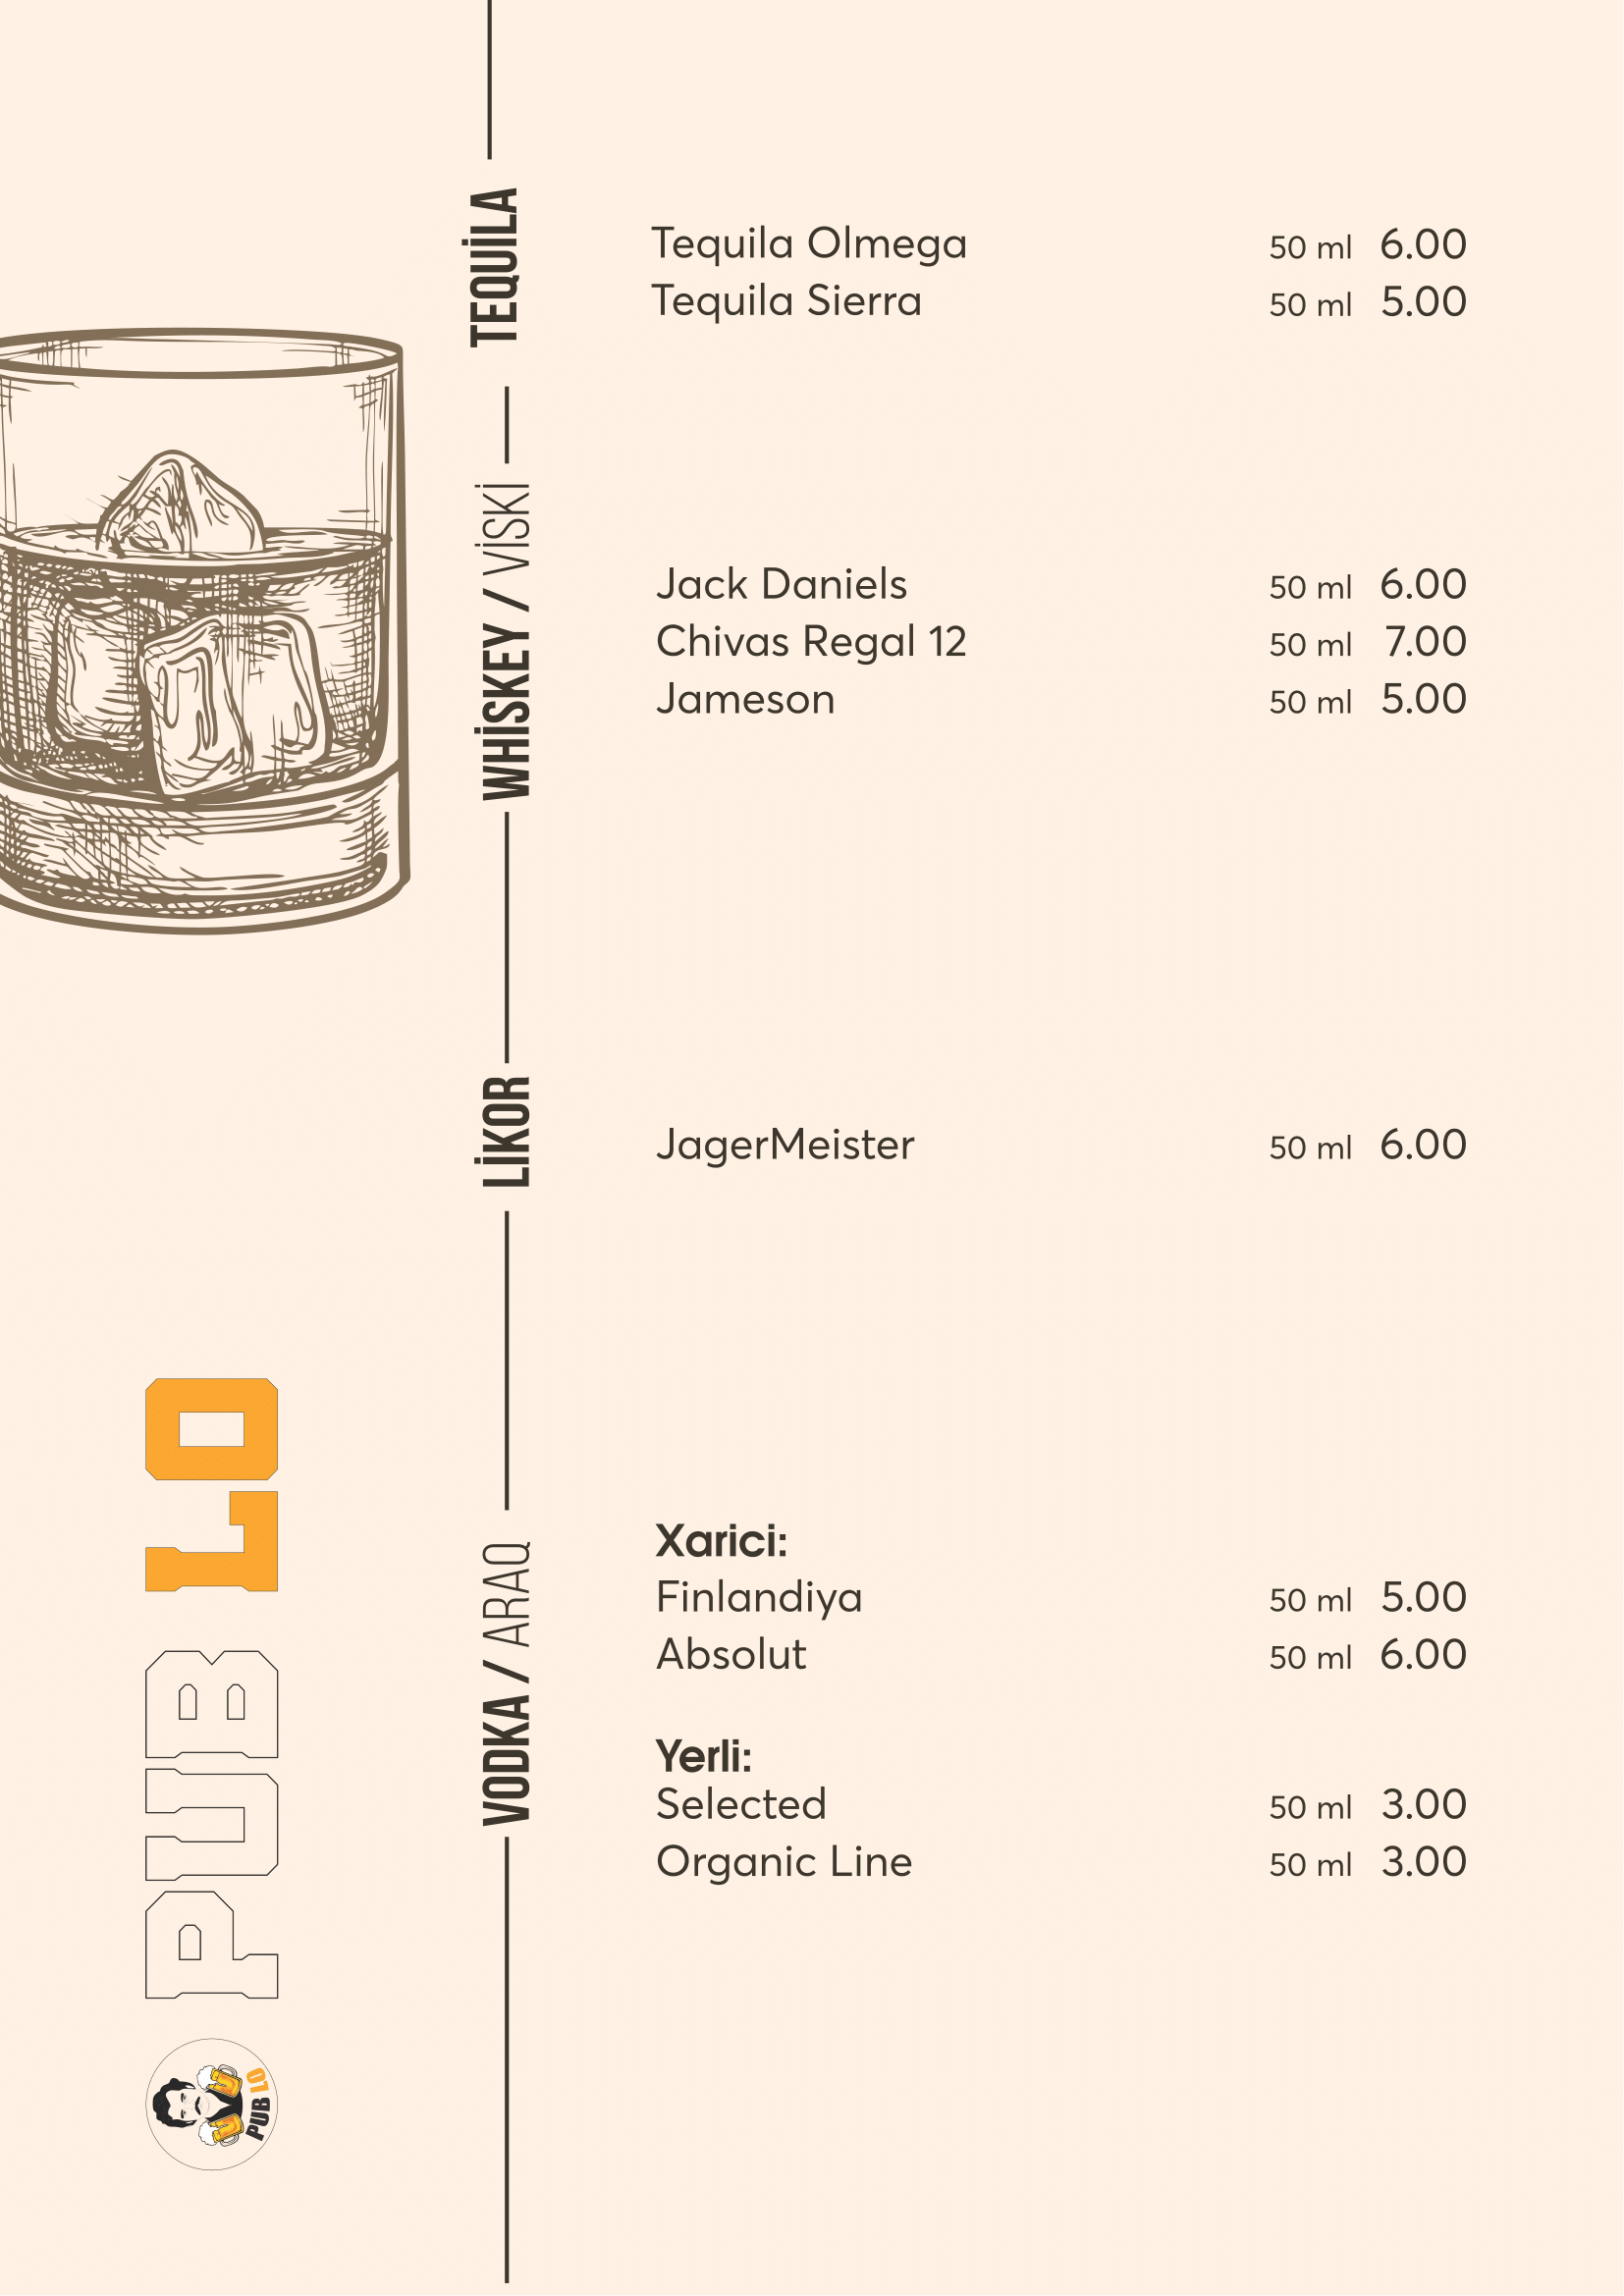 TEQUİLA
Tequila Olmega 50 ml 6.00
Tequila Sierra 50 ml 5.00
WHİSKEY / VİSKİ
Jack Daniels 50 ml 6.00
Chivas Regal 12 50 ml 7.00
Jameson 50 ml 5.00
LİKOR
JagerMeister 50 ml 6.00
VODKA / ARAQ
Xarici:
Finlandiya 50 ml 5.00
Absolut 50 ml 6.00
Yerli:
Selected 50 ml 3.00
Organic Line 50 ml 3.00
PUB LO
PUB LO